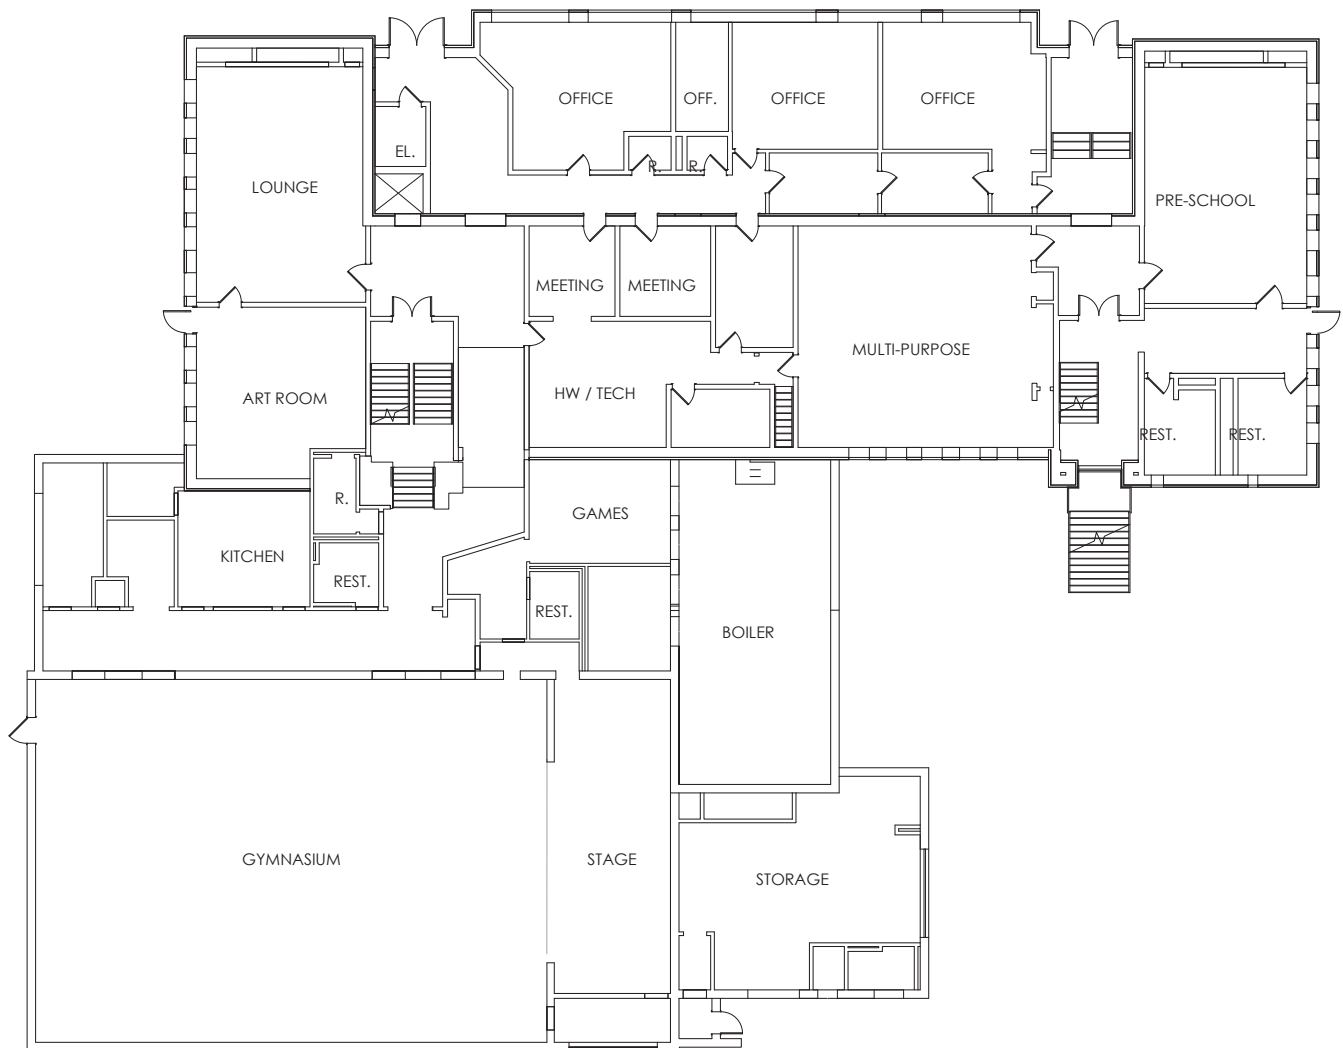 OFFICE
OFF.
OFFICE
OFFICE
EL.
R.
R.
LOUNGE
PRE-SCHOOL
MEETING
MEETING
MULTI-PURPOSE
HW / TECH
ART ROOM
REST.
REST.
R.
GAMES
KITCHEN
REST.
REST.
BOILER
GYMNASIUM
STAGE
STORAGE